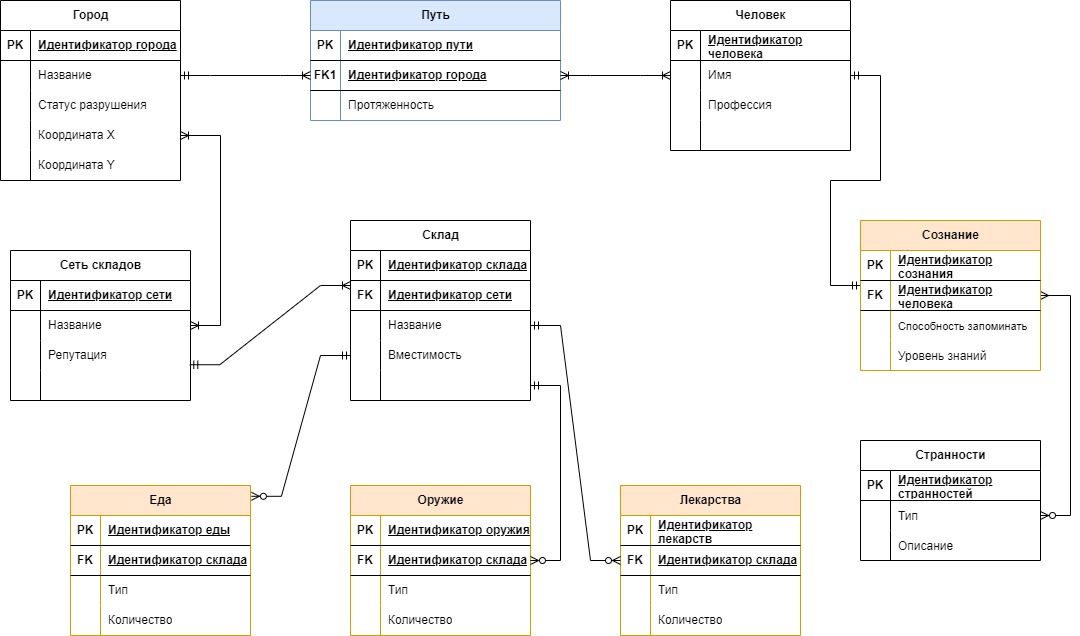 Город
PK Идентификатор города
Название
Статус разрушения
Координата X
Координата Y
Путь
PK Идентификатор пути
FK1 Идентификатор города
Протяженность
Человек
PK Идентификатор
человека
Имя
Профессия
Сеть складов
PK Идентификатор сети
Название
Репутация
Склад
PK Идентификатор склада
FK Идентификатор сети
Название
Вместимость
Сознание
PK Идентификатор
сознания
FK Идентификатор
человека
Способность запоминать
Уровень знаний
Странности
PK Идентификатор
странностей
Тип
Описание
Еда
PK Идентификатор еды
FK Идентификатор склада
Тип
Количество
Оружие
PK Идентификатор оружия
FK Идентификатор склада
Тип
Количество
Лекарства
PK Идентификатор
лекарств
FK Идентификатор склада
Тип
Количество